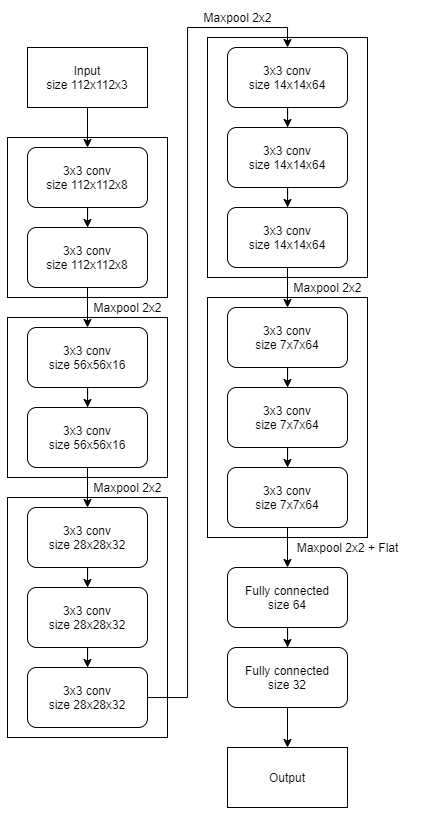 Input
size 112x112x3
3x3 conv
size 112x112x8
3x3 conv
size 112x112x8
Maxpool 2x2
3x3 conv
size 56x56x16
3x3 conv
size 56x56x16
Maxpool 2x2
3x3 conv
size 28x28x32
3x3 conv
size 28x28x32
3x3 conv
size 28x28x32
Maxpool 2x2
3x3 conv
size 14x14x64
3x3 conv
size 14x14x64
3x3 conv
size 14x14x64
Maxpool 2x2
3x3 conv
size 7x7x64
3x3 conv
size 7x7x64
3x3 conv
size 7x7x64
Maxpool 2x2 + Flat
Fully connected
size 64
Fully connected
size 32
Output